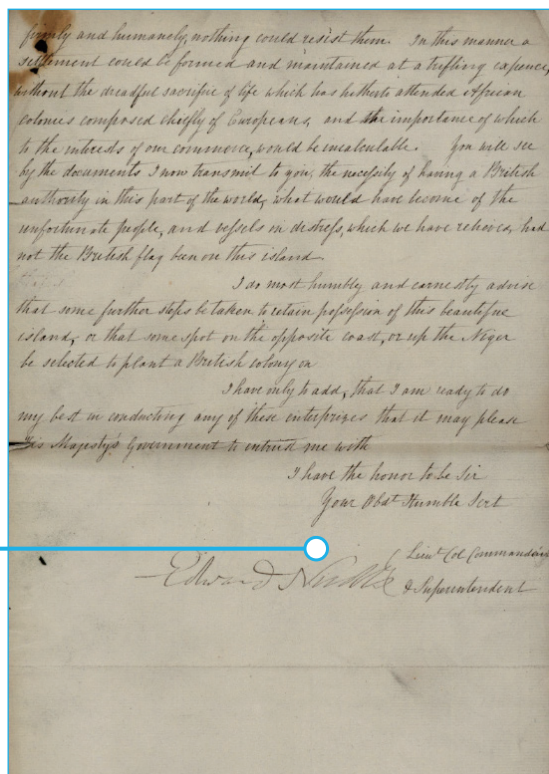 firmly and humanely, nothing could resist them. In this manner a
settlement could be formed and maintained at a trifling expence,
without the dreadful sacrifice of life which has hitherto attended African
colonies composed chiefly of Europeans, and the importance of which
to the interests of our commerce, would be incalculable. You will see
by the documents I now transmit to you, the necessity of having a British
authority in this part of the world, what would have become of the
unfortunate people, and vessels in distress, which we have relieved, had
not the British flag been on this island.
I do most humbly and earnestly advise
that some further steps be taken to retain possession of this beautiful
island, or that some spot on the opposite coast, or up the Niger
be selected to plant a British colony on
I have only to add, that I am ready to do
my best in conducting any of these enterprizes that it may please
His Majesty's Government to entrust me with
I have the honor to be Sir
Your Obdt Humble Servt
Edward Nicolls
Lieut Col Commanding
& Superintendent